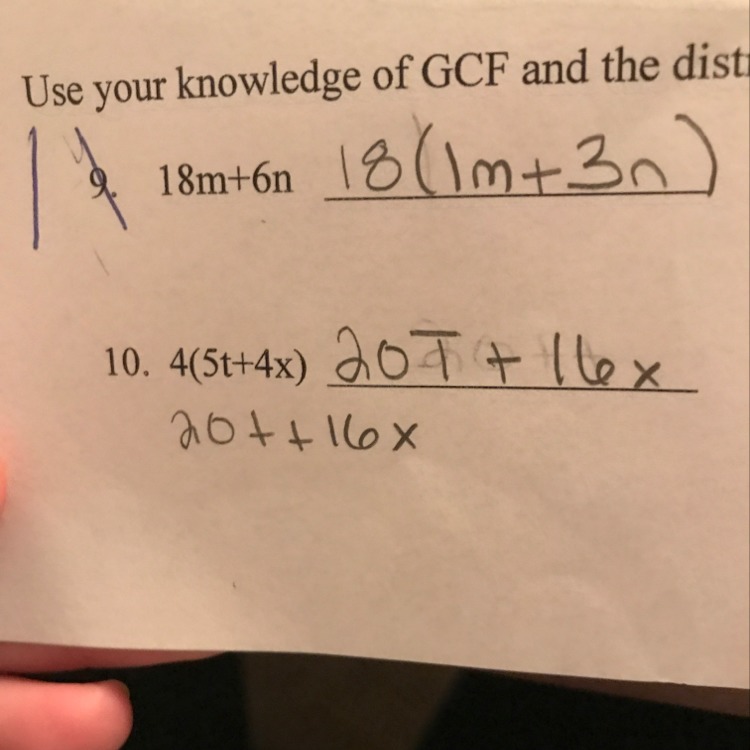 Use your knowledge of GCF and the dist
9. 18m+6n 18(1m+3n)
10. 4(5t+4x) 20T + 16x
20t+16x